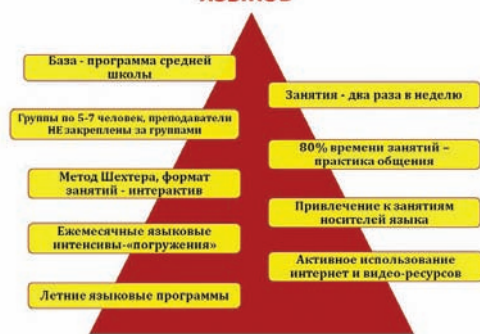 База - программа средней
школы
Группы по 5-7 человек, преподаватели
НЕ закреплены за группами
Метод Шехтера, формат
занятий - интерактив
Ежемесячные языковые
интенсивы-«погружения»
Летние языковые программы
Занятия - два раза в неделю
80% времени занятий –
практика общения
Привлечение к занятиям
носителей языка
Активное использование
интернет и видео-ресурсов